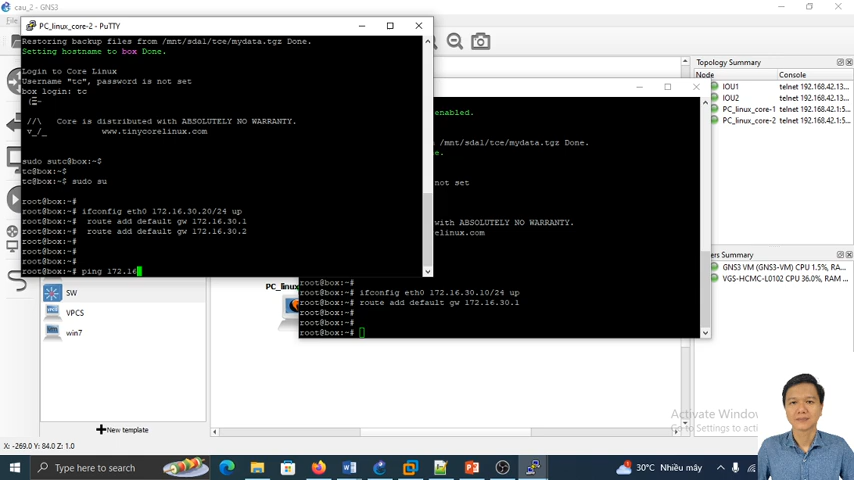 cau_2 - GNS3
PC_linux_core-2 - PuTTY
Restoring backup files from /mnt/sda1/tce/mydata.tgz Done.
Setting hostname to box Done.
Login to Core Linux
Username "tc", password is not set
box login: tc
//\ Core is distributed with ABSOLUTELY NO WARRANTY.
v_/_ www.tinycorelinux.com
sudo sutc@box:~$
tc@box:~$
tc@box:~$ sudo su
root@box:~#
root@box:~# ifconfig eth0 172.16.30.20/24 up
root@box:~# route add default gw 172.16.30.1
root@box:~# route add default gw 172.16.30.2
root@box:~#
root@box:~#
root@box:~# ping 172.16
enabled.
/mnt/sda1/tce/mydata.tgz Done.
e.
not set
with ABSOLUTELY NO WARRANTY.
relinux.com
root@box:~#
root@box:~# ifconfig eth0 172.16.30.10/24 up
root@box:~# route add default gw 172.16.30.1
root@box:~#
root@box:~#
root@box:~#
Topology Summary
Node Console
IOU1 telnet 192.168.42.13...
IOU2 telnet 192.168.42.13...
PC_linux_core-1 telnet 192.168.42.1:5...
PC_linux_core-2 telnet 192.168.42.1:5...
ers Summary
GNS3 VM (GNS3-VM) CPU 1.5%, RAM...
VGS-HCMC-L0102 CPU 36.0%, RAM ...
PC_lin
SW
VPCS
win7
New template
X: -269.0 Y: 84.0 Z: 1.0
Activate Windo
Go to Settings to acti
Type here to search
30°C Nhiều mây